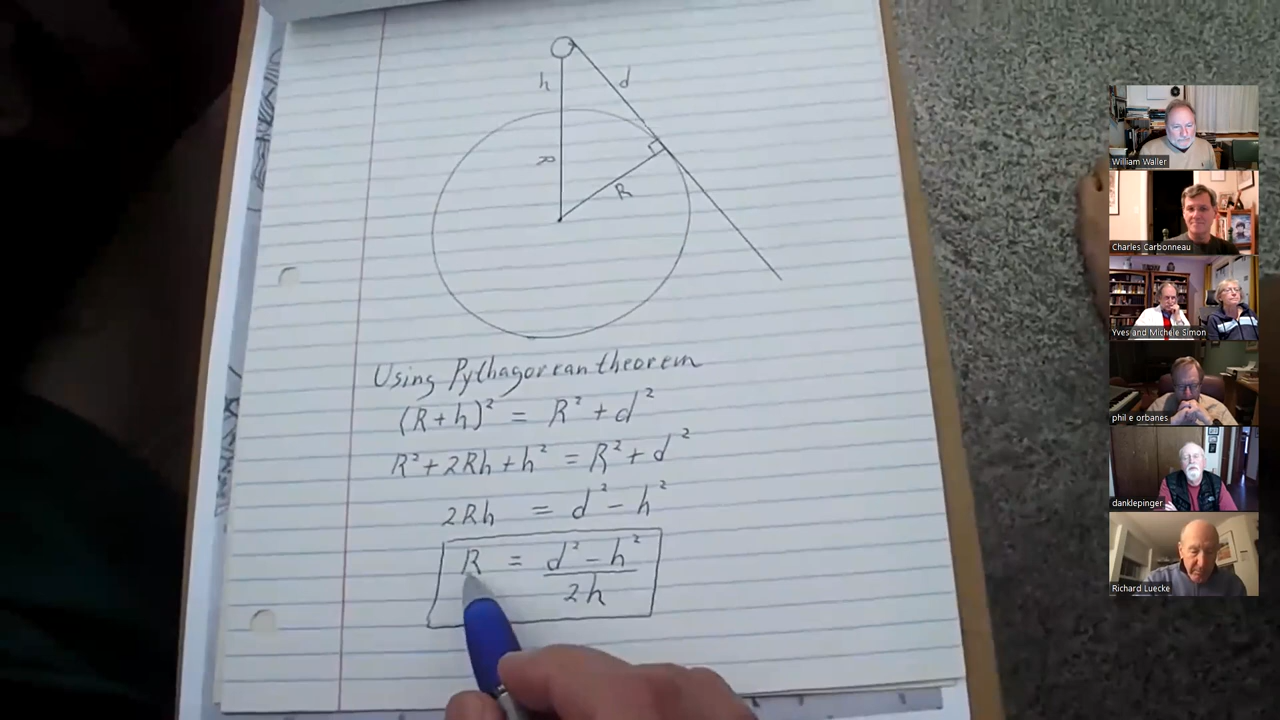 h
d
R
R
Using Pythagorean theorem
(R+h)² = R² + d²
R² + 2Rh + h² = R² + d²
2Rh = d² - h²
R = d² - h²
2h
William Waller
Charles Carbonneau
Yves and Michele Simon
phil e orbanes
danklepinger
Richard Luecke